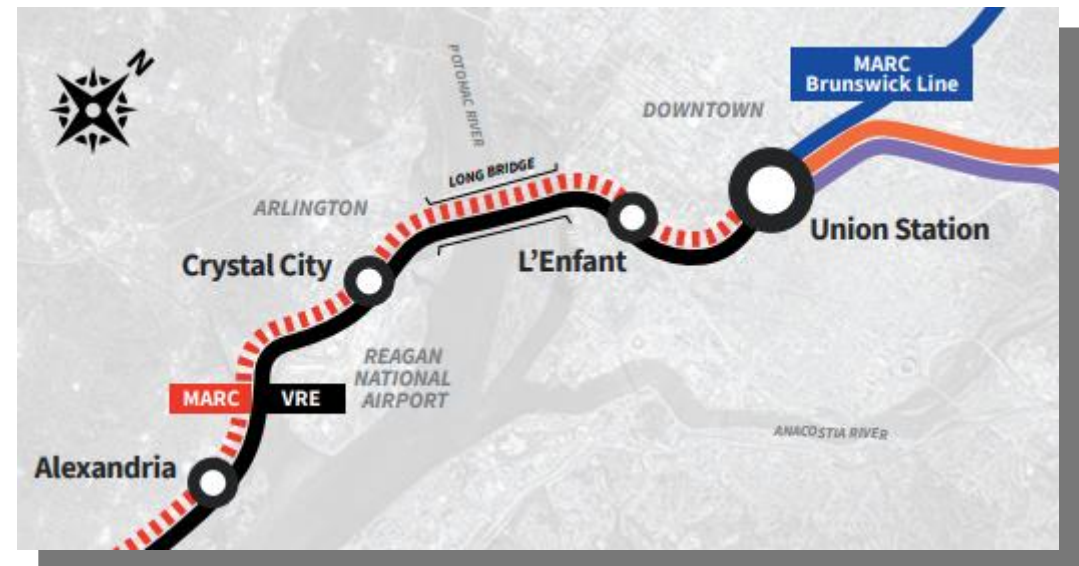 N
POTOMAC RIVER
MARC
Brunswick Line
DOWNTOWN
LONG BRIDGE
ARLINGTON
Union Station
Crystal City
L'Enfant
REAGAN
NATIONAL
AIRPORT
MARC
VRE
ANACOSTIA RIVER
Alexandria